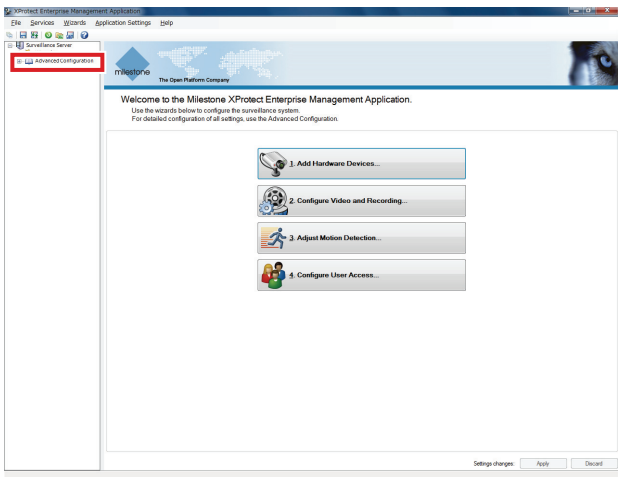 XProtect Enterprise Management Application
File Services Wizards Application Settings Help
Surveillance Server
Advanced Configuration
milestone
The Open Platform Company
Welcome to the Milestone XProtect Enterprise Management Application.
Use the wizards below to configure the surveillance system.
For detailed configuration of all settings, use the Advanced Configuration.
1. Add Hardware Devices...
2. Configure Video and Recording...
3. Adjust Motion Detection...
4. Configure User Access...
Settings changes: Apply Discard